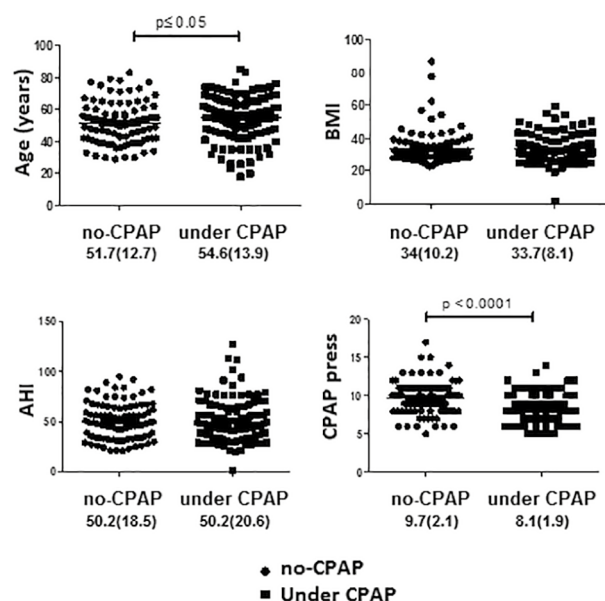 p≤ 0.05
Age (years)
100
80
60
40
20
0
no-CPAP under CPAP
51.7(12.7) 54.6(13.9)
BMI
100
80
60
40
20
0
no-CPAP under CPAP
34(10.2) 33.7(8.1)
AHI
150
100
50
0
no-CPAP under CPAP
50.2(18.5) 50.2(20.6)
p <0.0001
CPAP press
20
15
10
5
0
no-CPAP under CPAP
9.7(2.1) 8.1(1.9)
no-CPAP
Under CPAP